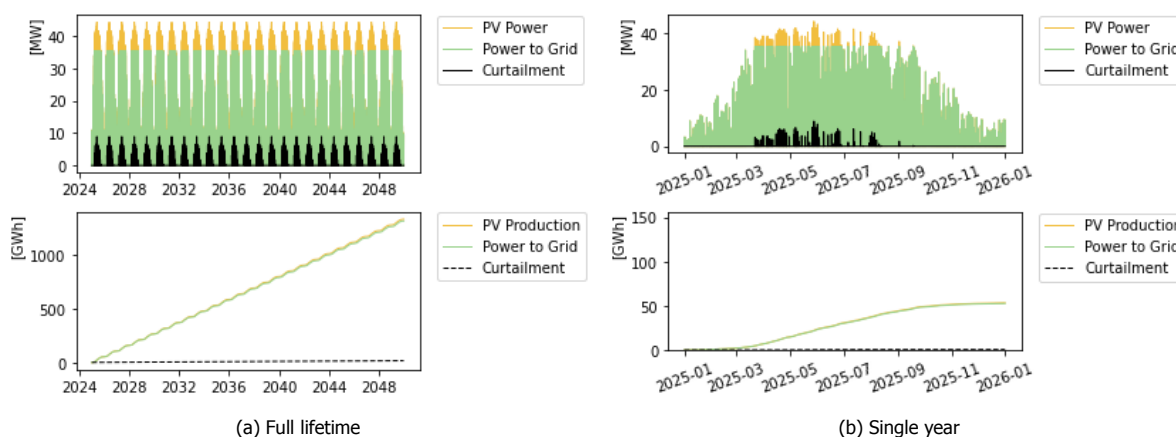 [MW]
40
30
20
10
0
2024 2028 2032 2036 2040 2044 2048
PV Power
Power to Grid
Curtailment
[MW]
40
20
0
2025-01 2025-03 2025-05 2025-07 2025-09 2025-11 2026-01
PV Power
Power to Grid
Curtailment
[GWh]
1000
500
0
2024 2028 2032 2036 2040 2044 2048
PV Production
Power to Grid
Curtailment
[GWh]
150
100
50
0
2025-01 2025-03 2025-05 2025-07 2025-09 2025-11 2026-01
PV Production
Power to Grid
Curtailment
(a) Full lifetime
(b) Single year